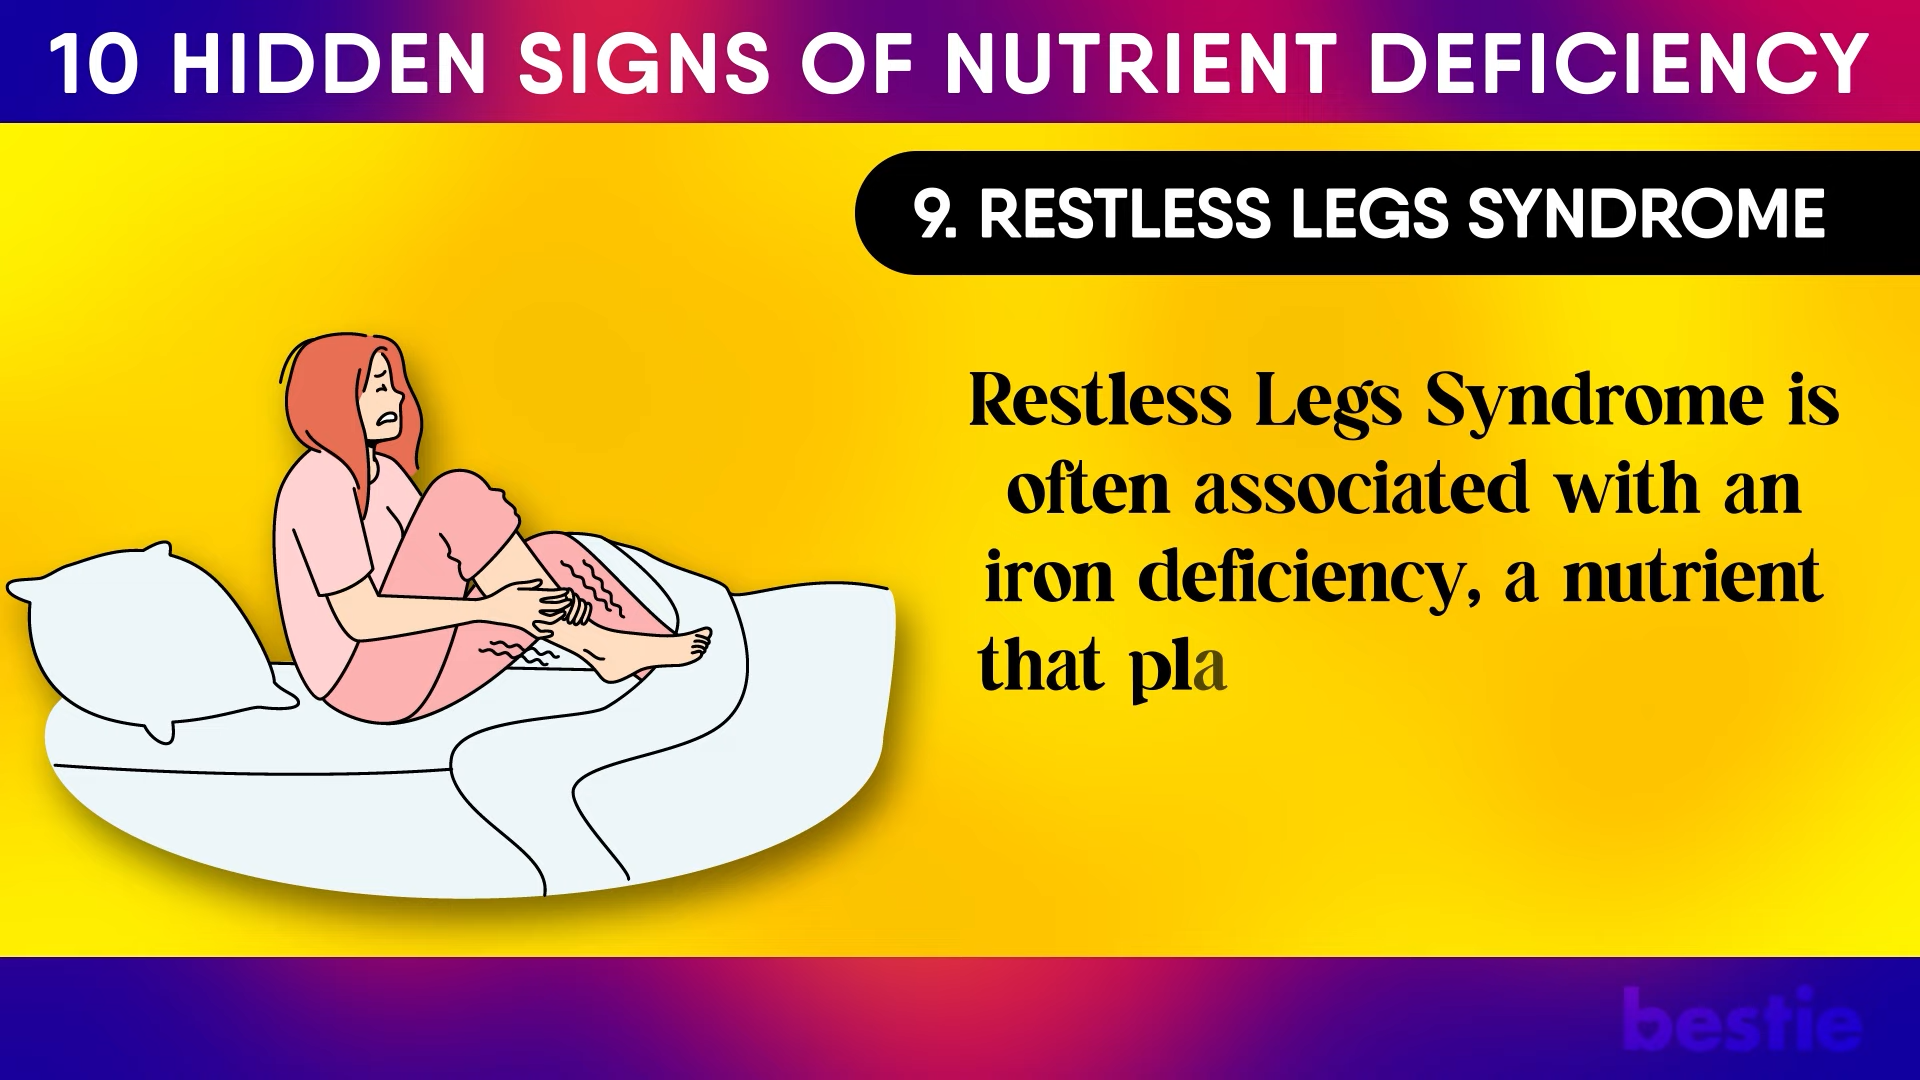 10 HIDDEN SIGNS OF NUTRIENT DEFICIENCY
9. RESTLESS LEGS SYNDROME
Restless Legs Syndrome is
often associated with an
iron deficiency, a nutrient
that pla
bestie